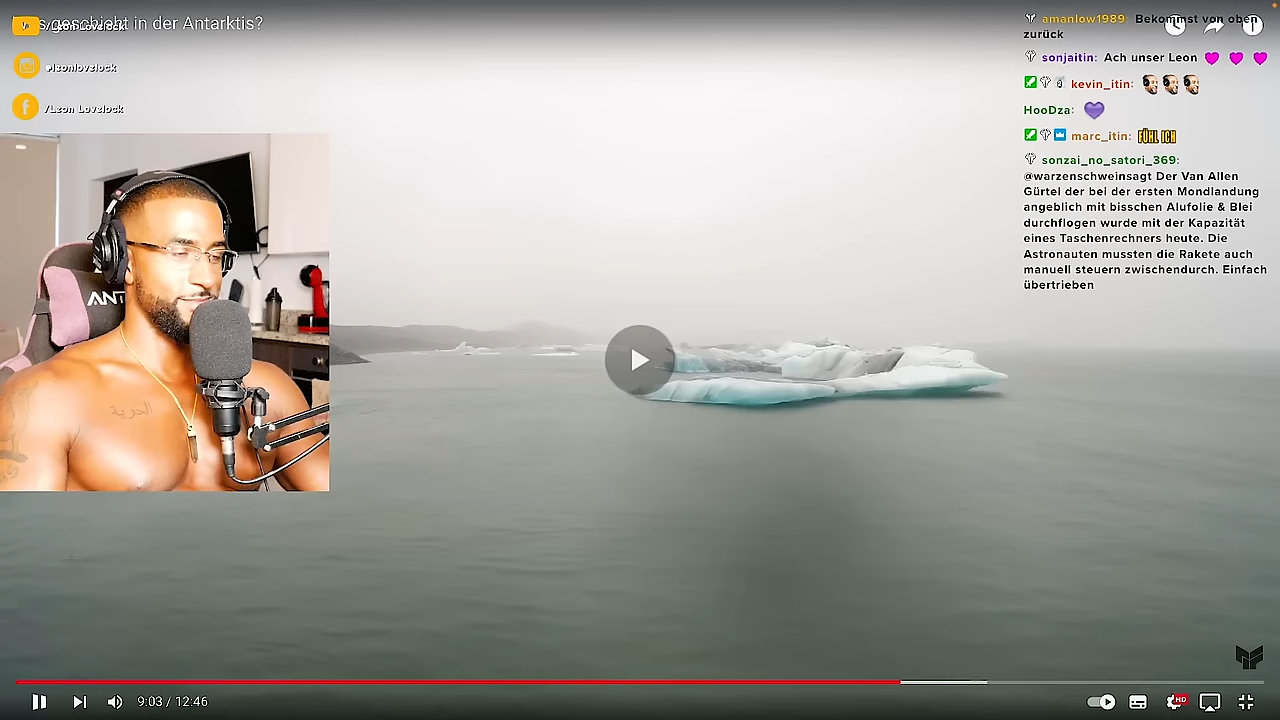 geschieht in der Antarktis?
/Leon Lovelock
@leonlovelock
/Leon Lovelock
ANT
الحرية
amanlow1989: Bekommst von oben
zurück
sonjaitin: Ach unser Leon
kevin_itin:
HooDza:
marc_itin: FÜHL ICH
sonzai_no_satori_369:
@warzenschweinsagt Der Van Allen
Gürtel der bei der ersten Mondlandung
angeblich mit bisschen Alufolie & Blei
durchflogen wurde mit der Kapazität
eines Taschenrechners heute. Die
Astronauten mussten die Rakete auch
manuell steuern zwischendurch. Einfach
übertrieben
9:03 / 12:46
HD